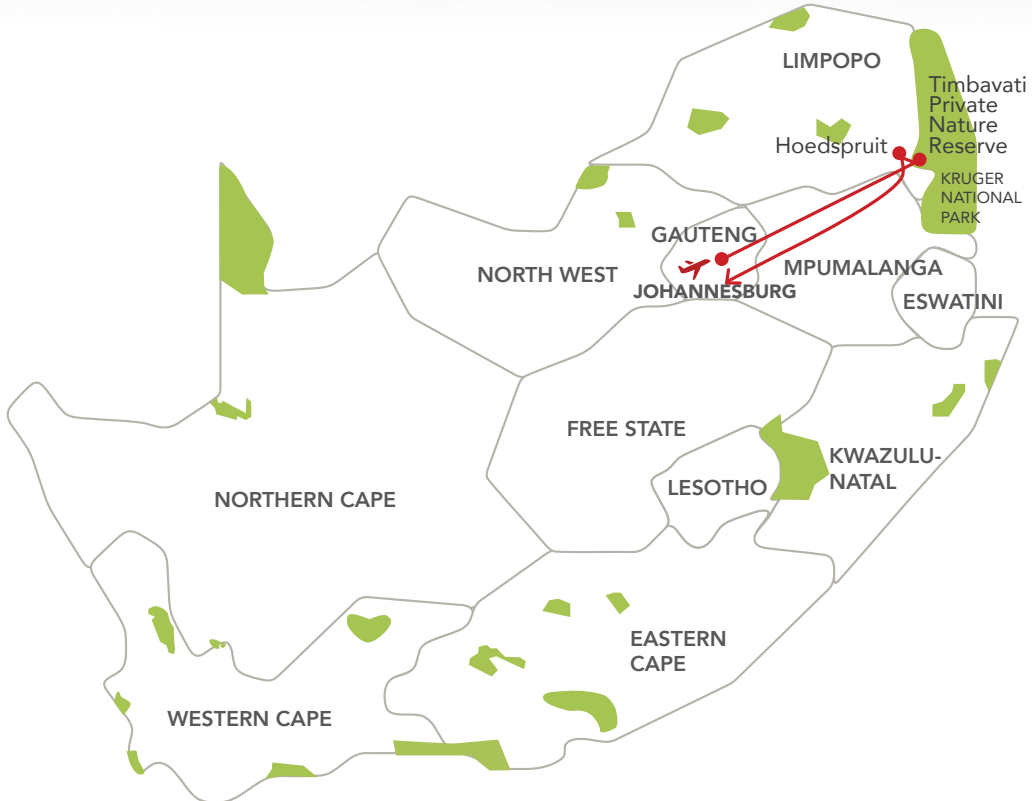 LIMPOPO
Timbavati
Private
Nature
Reserve
Hoedspruit
KRUGER
NATIONAL
PARK
GAUTENG
NORTH WEST
MPUMALANGA
JOHANNESBURG
ESWATINI
FREE STATE
KWAZULU-
NATAL
LESOTHO
NORTHERN CAPE
EASTERN
CAPE
WESTERN CAPE